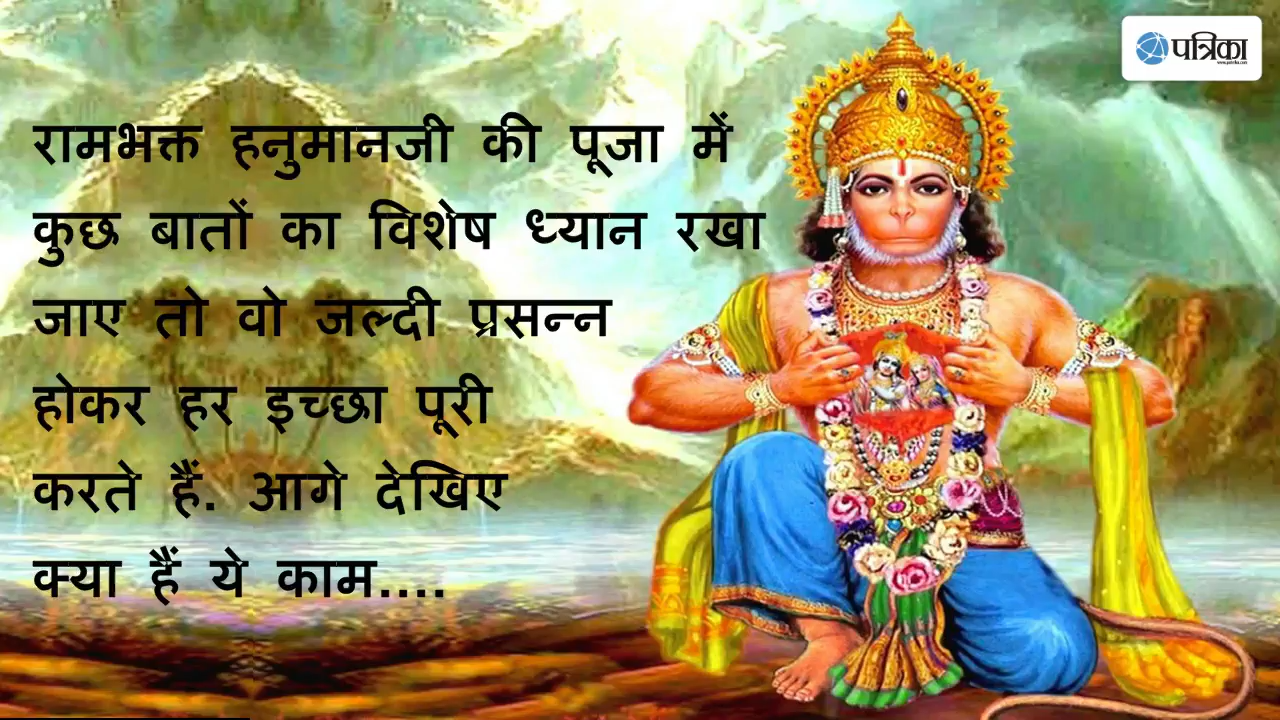 पत्रिका
रामभक्त हनुमानजी की पूजा में
कुछ बातों का विशेष ध्यान रखा
जाए तो वो जल्दी प्रसन्न
होकर हर इच्छा पूरी
करते हैं. आगे देखिए
क्या हैं ये काम....